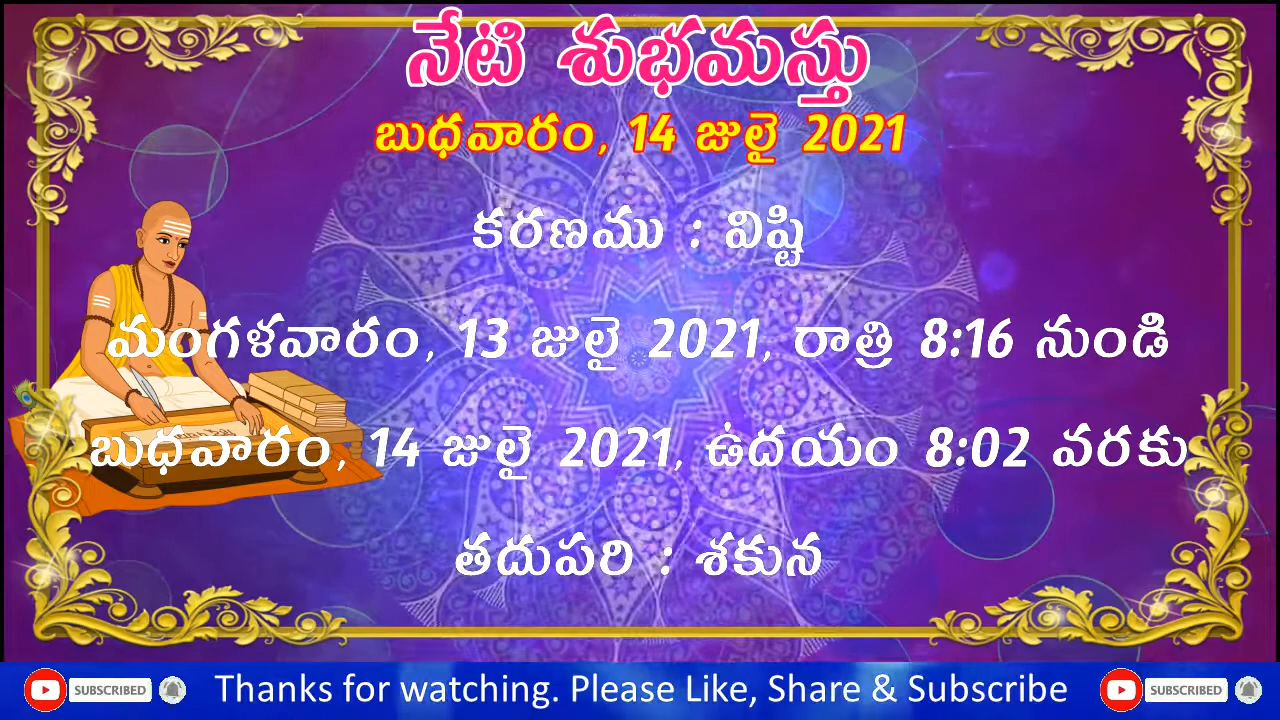 నేటి శుభమస్తు
బుధవారం, 14 జులై 2021
కరణము : విష్టి
మంగళవారం, 13 జులై 2021, రాత్రి 8:16 నుండి
బుధవారం, 14 జులై 2021, ఉదయం 8:02 వరకు
తదుపరి : శకున
SUBSCRIBED Thanks for watching. Please Like, Share & Subscribe SUBSCRIBED